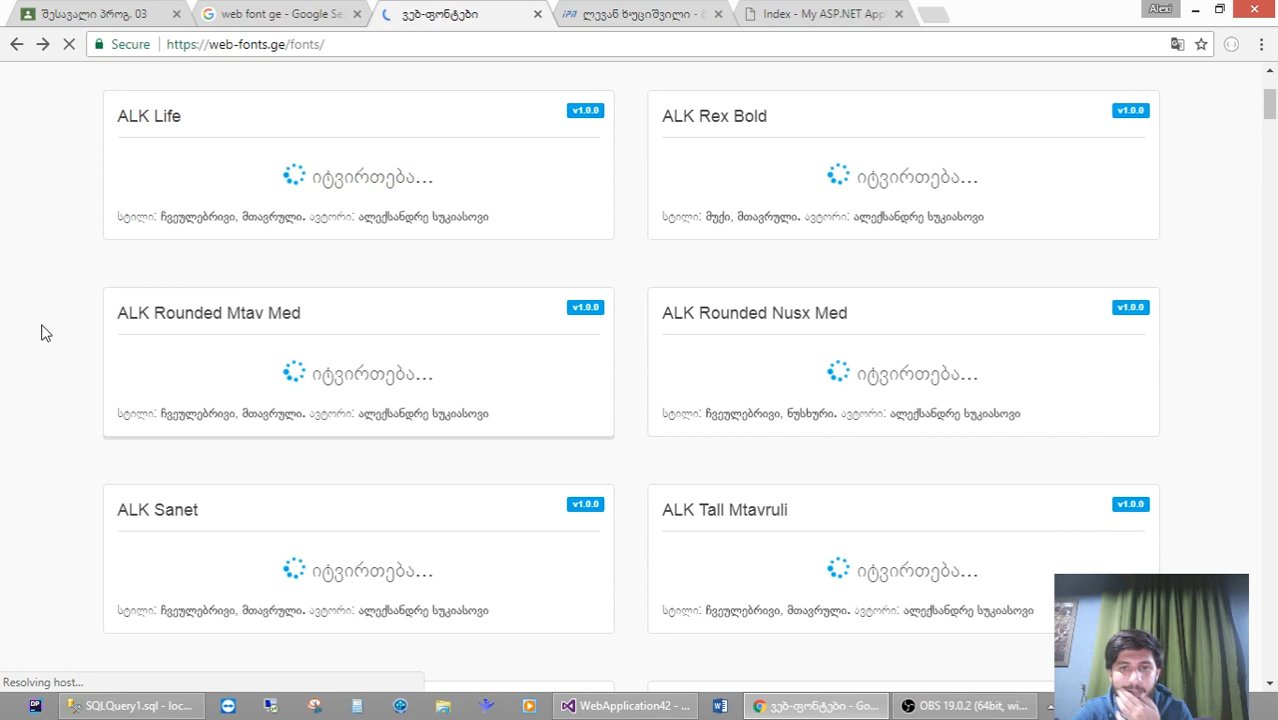 შესავალი პროგ. 03
web font ge - Google Se
ვებ-ფონტები
ლევან ხუციშვილი - ი
Index - My ASP.NET App
Alexi
Secure
https://web-fonts.ge/fonts/
ALK Life
v1.0.0
იტვირთება...
სტილი: ჩვეულებრივი, მთავრული. ავტორი: ალექსანდრე სუკიასოვი
ALK Rex Bold
v1.0.0
იტვირთება...
სტილი: მუქი, მთავრული. ავტორი: ალექსანდრე სუკიასოვი
ALK Rounded Mtav Med
v1.0.0
იტვირთება...
სტილი: ჩვეულებრივი, მთავრული. ავტორი: ალექსანდრე სუკიასოვი
ALK Rounded Nusx Med
v1.0.0
იტვირთება...
სტილი: ჩვეულებრივი, ნუსხური. ავტორი: ალექსანდრე სუკიასოვი
ALK Sanet
v1.0.0
იტვირთება...
სტილი: ჩვეულებრივი, მთავრული. ავტორი: ალექსანდრე სუკიასოვი
ALK Tall Mtavruli
v1.0.0
იტვირთება...
სტილი: ჩვეულებრივი, მთავრული. ავტორი: ალექსანდრე სუკიასოვი
Resolving host...
SQLQuery1.sql - loc...
WebApplication42 - ...
ვებ-ფონტები - Go...
OBS 19.0.2 (64bit, wi...